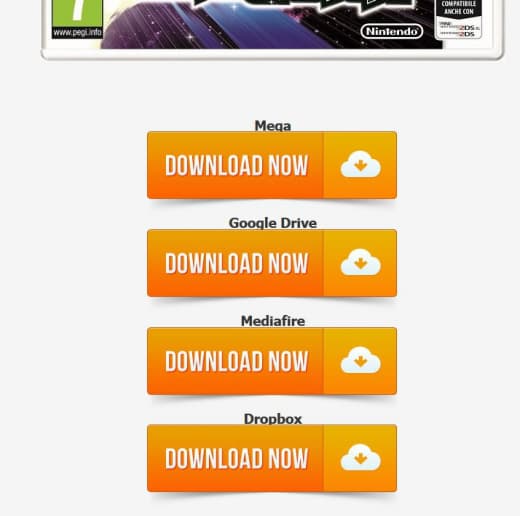 7
www.pegi.info
Nintendo
COMPATIBILE
ANCHE CON
2DS XL
2DS
Mega
DOWNLOAD NOW
Google Drive
DOWNLOAD NOW
Mediafire
DOWNLOAD NOW
Dropbox
DOWNLOAD NOW